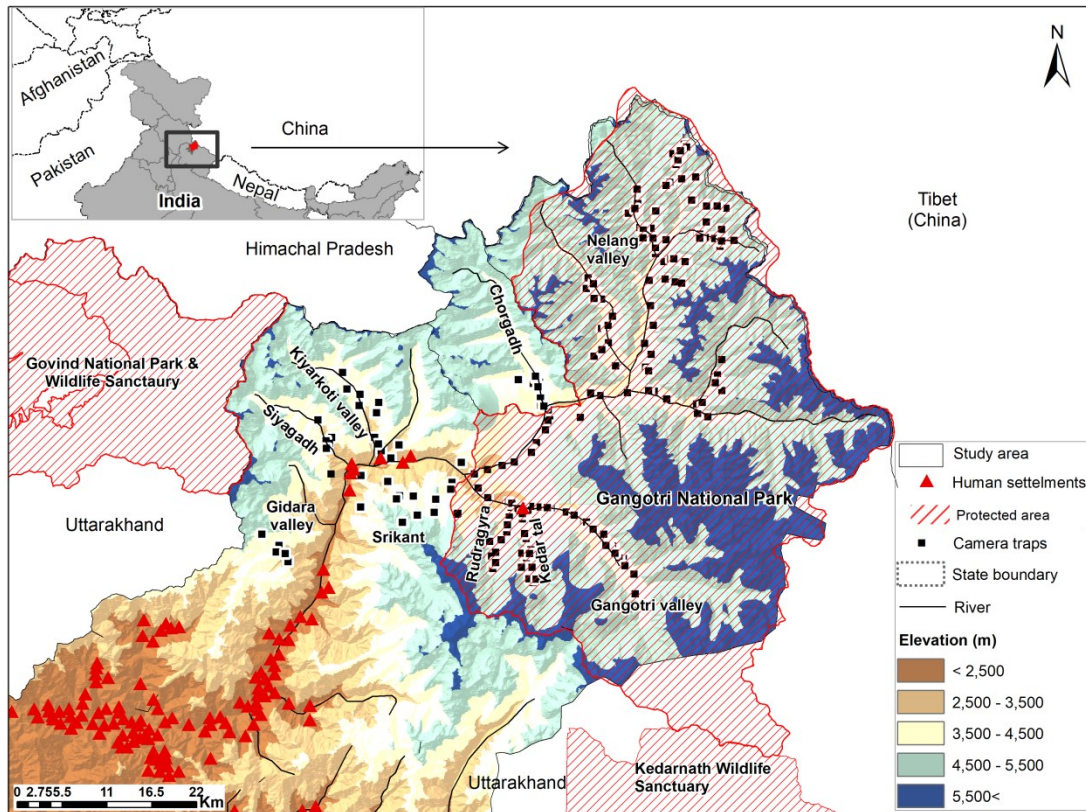 Afghanistan
Pakistan
China
Nepal
India
N
Tibet
(China)
Himachal Pradesh
Nelang
valley
Chorgadh
Govind National Park &
Wildlife Sanctaury
Kiyarkoti valley
Siyagadh
Gangotri National Park
Uttarakhand
Gidara
valley
Srikant
Rudragyra
Kedar tal
Gangotri valley
Uttarakhand
Kedarnath Wildlife
Sanctuary
0 2.75 5.5 11 16.5 22
Km
Study area
Human settelments
Protected area
Camera traps
State boundary
River
Elevation (m)
< 2,500
2,500 - 3,500
3,500 - 4,500
4,500 - 5,500
5,500<